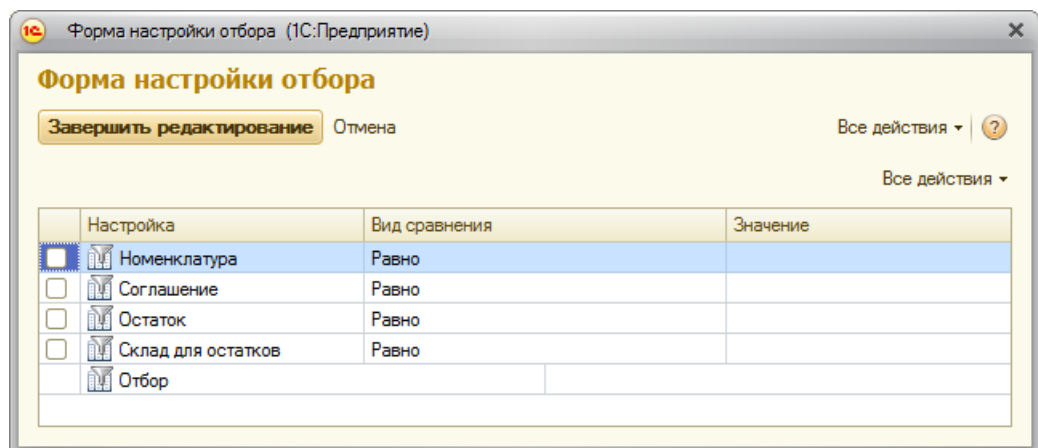 1С Форма настройки отбора (1С:Предприятие)
Форма настройки отбора
Завершить редактирование Отмена Все действия ?
Все действия
Настройка Вид сравнения Значение
Номенклатура Равно
Соглашение Равно
Остаток Равно
Склад для остатков Равно
Отбор